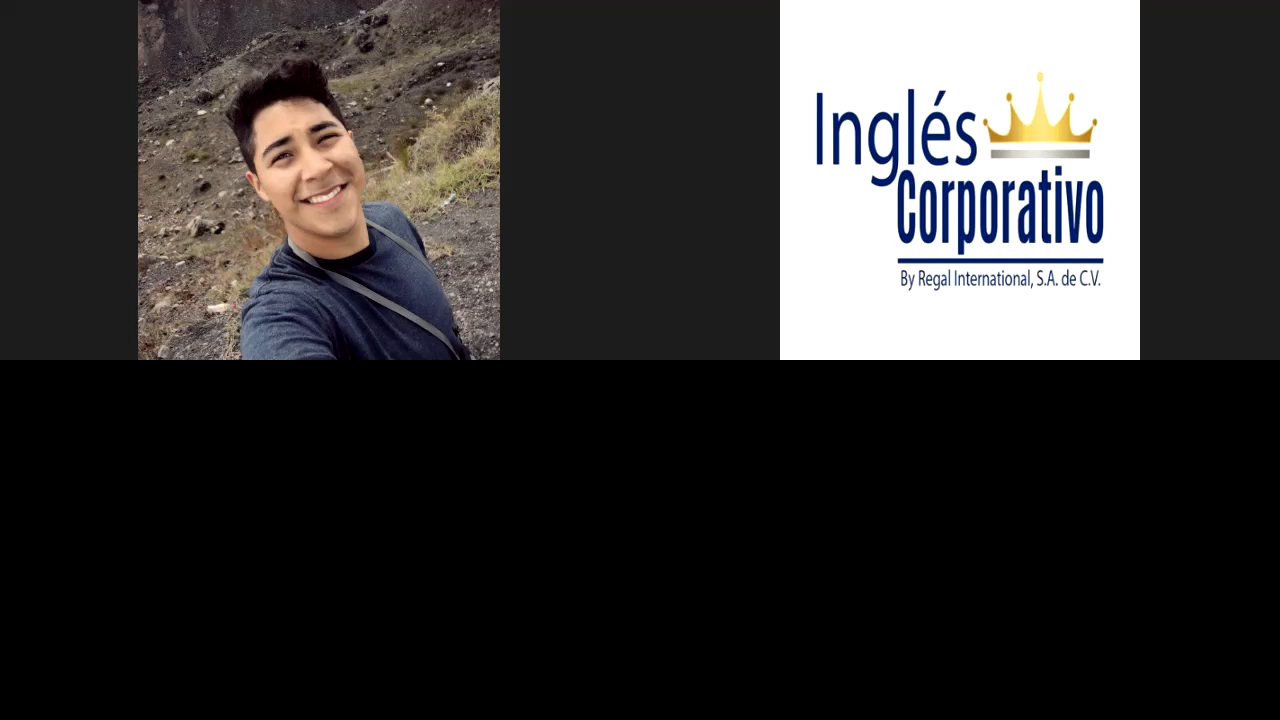 Inglés
Corporativo
By Regal International, S.A. de C.V.